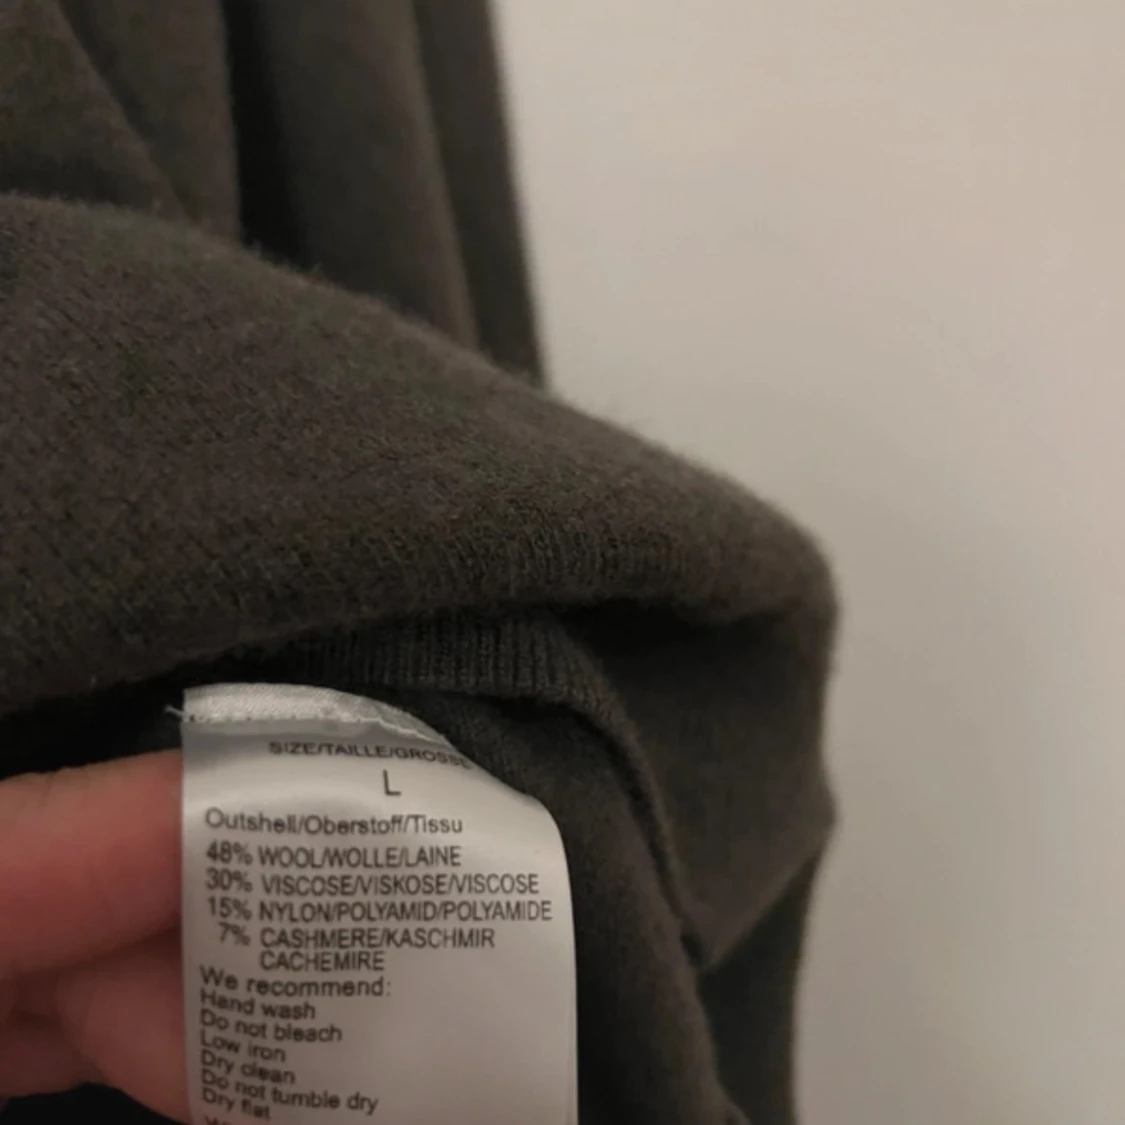 SIZE/TAILLE/GROSSE
L
Outshell/Oberstoff/Tissu
48% WOOL/WOLLE/LAINE
30% VISCOSE/VISKOSE/VISCOSE
15% NYLON/POLYAMID/POLYAMIDE
7% CASHMERE/KASCHMIR
CACHEMIRE
We recommend:
Hand wash
Do not bleach
Low iron
Dry clean
Do not tumble dry
Dry flat